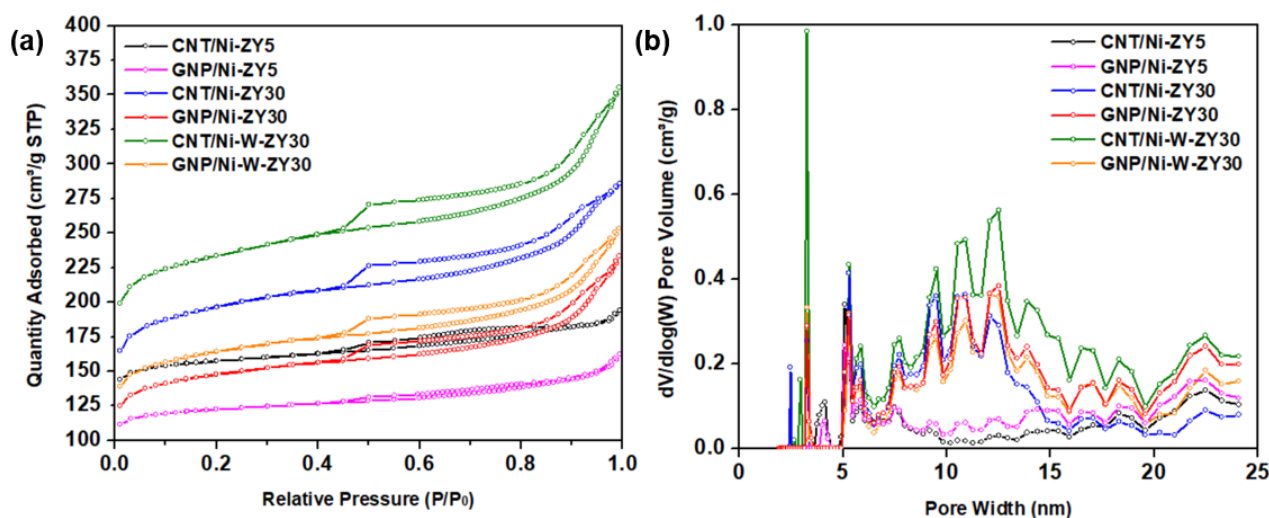 (a)
400
375
350
325
300
275
250
225
200
175
150
125
100
Quantity Adsorbed (cm³/g STP)
CNT/Ni-ZY5
GNP/Ni-ZY5
CNT/Ni-ZY30
GNP/Ni-ZY30
CNT/Ni-W-ZY30
GNP/Ni-W-ZY30
0.0 0.2 0.4 0.6 0.8 1.0
Relative Pressure (P/P₀)
(b)
1.0
0.8
0.6
0.4
0.2
0.0
dV/dlog(W) Pore Volume (cm³/g)
CNT/Ni-ZY5
GNP/Ni-ZY5
CNT/Ni-ZY30
GNP/Ni-ZY30
CNT/Ni-W-ZY30
GNP/Ni-W-ZY30
0 5 10 15 20 25
Pore Width (nm)